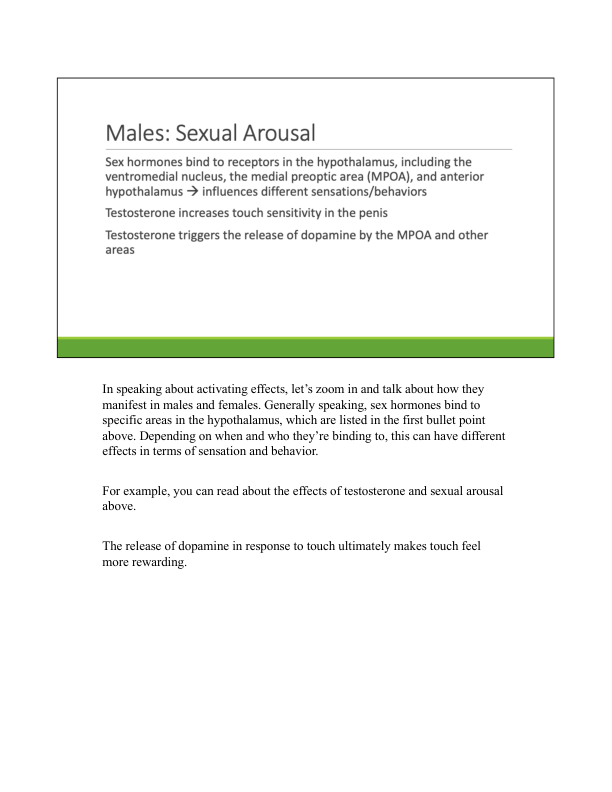 Males: Sexual Arousal
Sex hormones bind to receptors in the hypothalamus, including the
ventromedial nucleus, the medial preoptic area (MPOA), and anterior
hypothalamus → influences different sensations/behaviors
Testosterone increases touch sensitivity in the penis
Testosterone triggers the release of dopamine by the MPOA and other
areas
In speaking about activating effects, let’s zoom in and talk about how they
manifest in males and females. Generally speaking, sex hormones bind to
specific areas in the hypothalamus, which are listed in the first bullet point
above. Depending on when and who they’re binding to, this can have different
effects in terms of sensation and behavior.
For example, you can read about the effects of testosterone and sexual arousal
above.
The release of dopamine in response to touch ultimately makes touch feel
more rewarding.